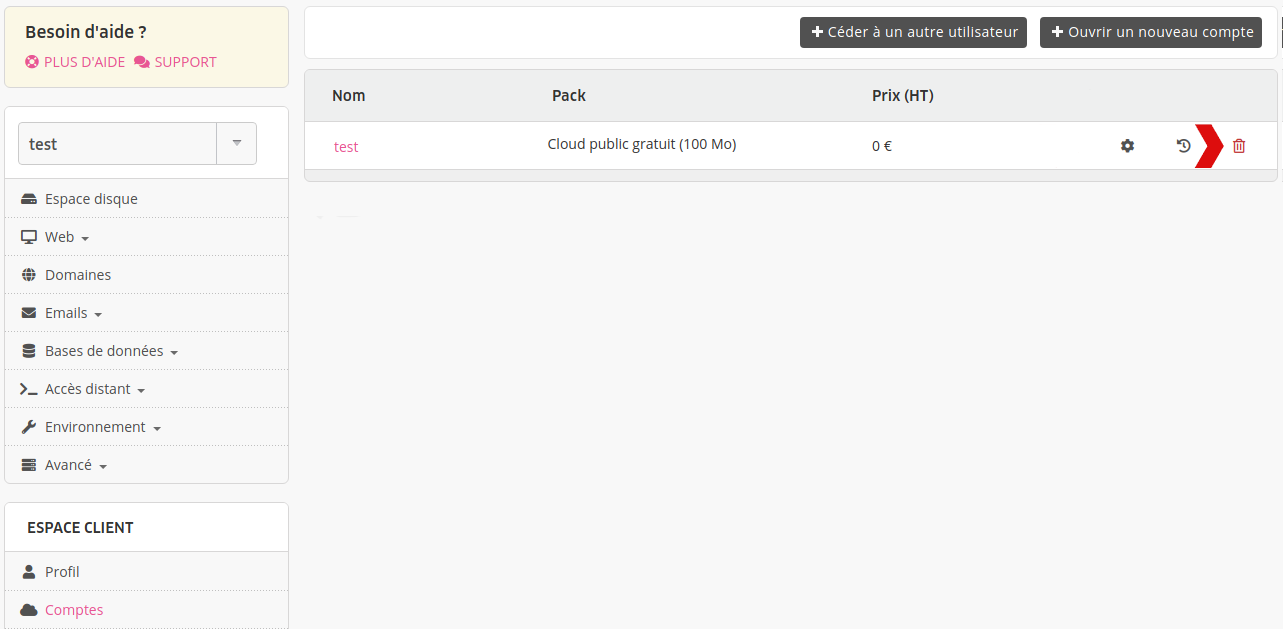 Besoin d'aide ?
PLUS D'AIDE SUPPORT
test
Espace disque
Web
Domaines
Emails
Bases de données
Accès distant
Environnement
Avancé
ESPACE CLIENT
Profil
Comptes
Céder à un autre utilisateur Ouvrir un nouveau compte
Nom Pack Prix (HT)
test Cloud public gratuit (100 Mo) 0 €